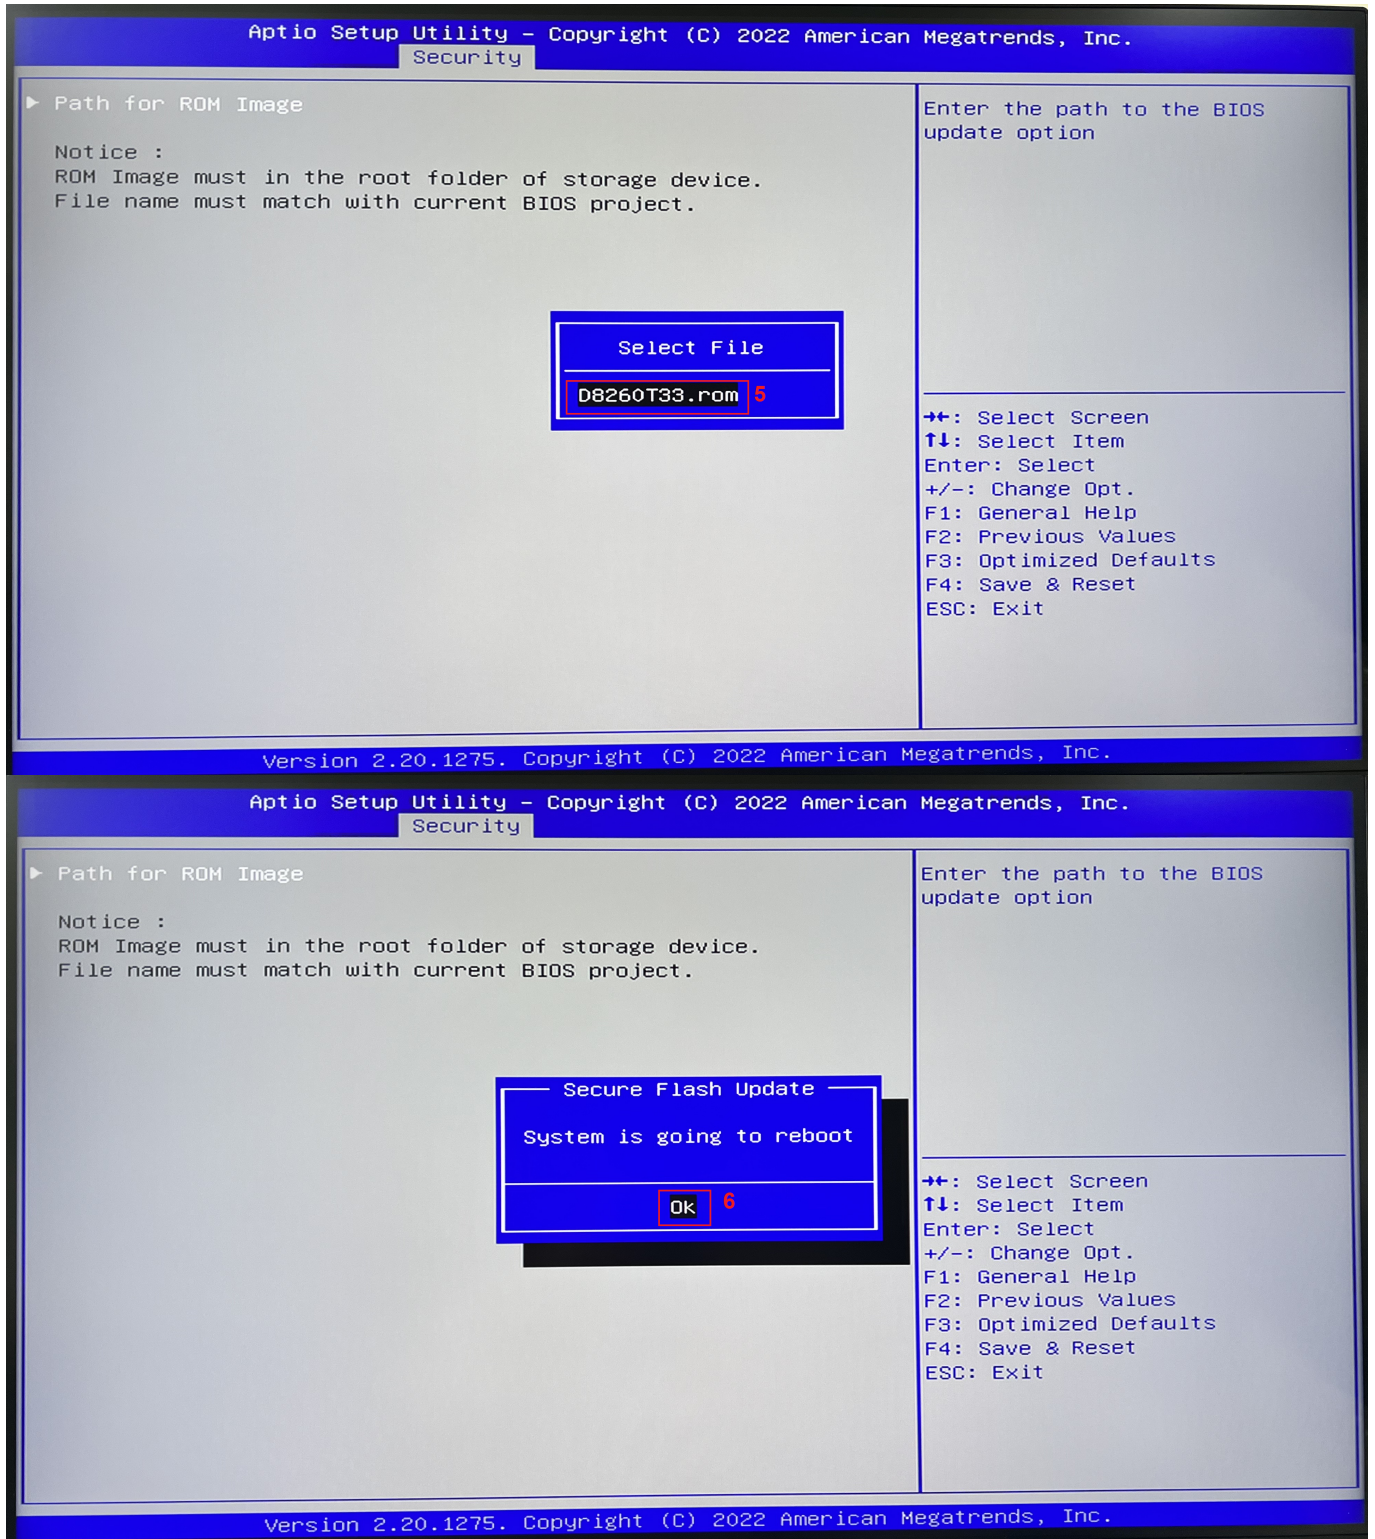 Aptio Setup Utility – Copyright (C) 2022 American Megatrends, Inc.
Security
Path for ROM Image
Notice :
ROM Image must in the root folder of storage device.
File name must match with current BIOS project.
Select File
D8260T33.rom 5
Enter the path to the BIOS
update option
→←: Select Screen
↑↓: Select Item
Enter: Select
+/-: Change Opt.
F1: General Help
F2: Previous Values
F3: Optimized Defaults
F4: Save & Reset
ESC: Exit
Version 2.20.1275. Copyright (C) 2022 American Megatrends, Inc.
Aptio Setup Utility – Copyright (C) 2022 American Megatrends, Inc.
Security
Path for ROM Image
Notice :
ROM Image must in the root folder of storage device.
File name must match with current BIOS project.
Secure Flash Update
System is going to reboot
Ok 6
Enter the path to the BIOS
update option
→←: Select Screen
↑↓: Select Item
Enter: Select
+/-: Change Opt.
F1: General Help
F2: Previous Values
F3: Optimized Defaults
F4: Save & Reset
ESC: Exit
Version 2.20.1275. Copyright (C) 2022 American Megatrends, Inc.